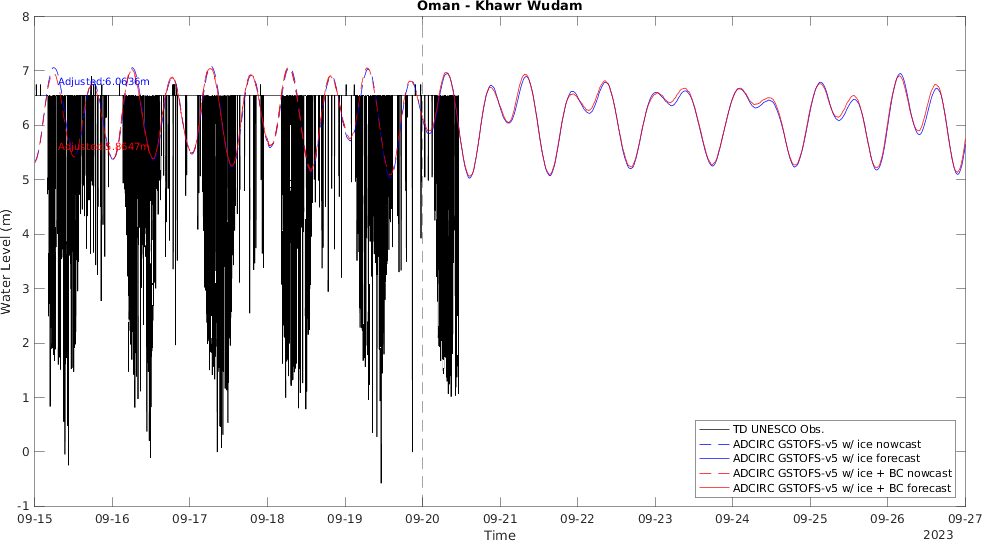 Oman - Khawr Wudam
8
7
6
5
4
3
2
1
0
-1
Water Level (m)
Adjusted:6.0636m
Adjusted:5.8647m
TD UNESCO Obs.
ADCIRC GSTOFS-v5 w/ ice nowcast
ADCIRC GSTOFS-v5 w/ ice forecast
ADCIRC GSTOFS-v5 w/ ice + BC nowcast
ADCIRC GSTOFS-v5 w/ ice + BC forecast
09-15 09-16 09-17 09-18 09-19 09-20 09-21 09-22 09-23 09-24 09-25 09-26 09-27
Time
2023